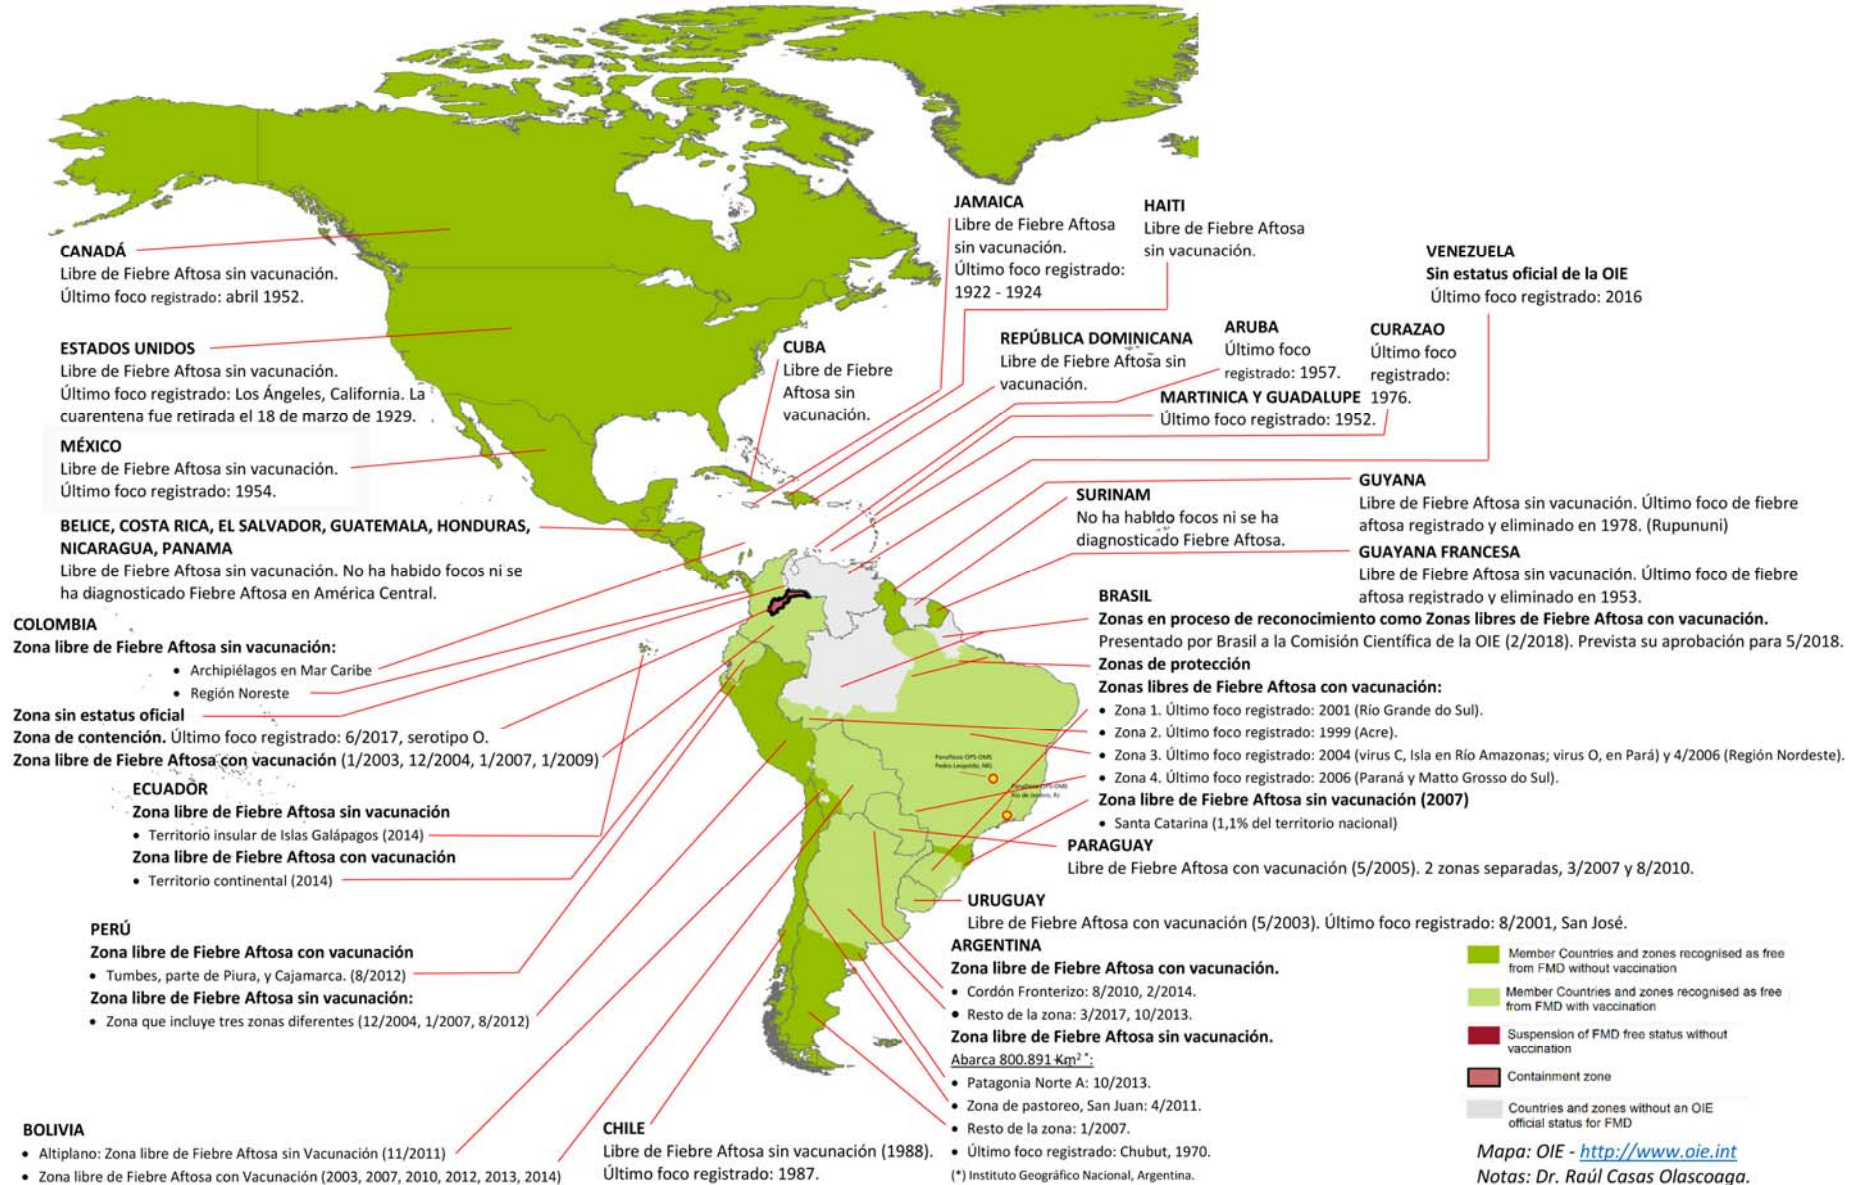 CANADÁ
Libre de Fiebre Aftosa sin vacunación.
Último foco registrado: abril 1952.
ESTADOS UNIDOS
Libre de Fiebre Aftosa sin vacunación.
Último foco registrado: Los Ángeles, California. La
cuarentena fue retirada el 18 de marzo de 1929.
MÉXICO
Libre de Fiebre Aftosa sin vacunación.
Último foco registrado: 1954.
BELICE, COSTA RICA, EL SALVADOR, GUATEMALA, HONDURAS,
NICARAGUA, PANAMA
Libre de Fiebre Aftosa sin vacunación. No ha habido focos ni se
ha diagnosticado Fiebre Aftosa en América Central.
COLOMBIA
Zona libre de Fiebre Aftosa sin vacunación:
• Archipiélagos en Mar Caribe
• Región Noreste
Zona sin estatus oficial
Zona de contención. Último foco registrado: 6/2017, serotipo O.
Zona libre de Fiebre Aftosa con vacunación (1/2003, 12/2004, 1/2007, 1/2009)
ECUADOR
Zona libre de Fiebre Aftosa sin vacunación
• Territorio insular de Islas Galápagos (2014)
Zona libre de Fiebre Aftosa con vacunación
• Territorio continental (2014)
PERÚ
Zona libre de Fiebre Aftosa con vacunación
• Tumbes, parte de Piura, y Cajamarca. (8/2012)
Zona libre de Fiebre Aftosa sin vacunación:
• Zona que incluye tres zonas diferentes (12/2004, 1/2007, 8/2012)
BOLIVIA
• Altiplano: Zona libre de Fiebre Aftosa sin Vacunación (11/2011)
• Zona libre de Fiebre Aftosa con Vacunación (2003, 2007, 2010, 2012, 2013, 2014)
CHILE
Libre de Fiebre Aftosa sin vacunación (1988).
Último foco registrado: 1987.
JAMAICA
Libre de Fiebre Aftosa
sin vacunación.
Último foco registrado:
1922 - 1924
HAITI
Libre de Fiebre Aftosa
sin vacunación.
VENEZUELA
Sin estatus oficial de la OIE
Último foco registrado: 2016
CUBA
Libre de Fiebre
Aftosa sin
vacunación.
REPÚBLICA DOMINICANA
Libre de Fiebre Aftosa sin
vacunación.
ARUBA
Último foco
registrado: 1957.
CURAZAO
Último foco
registrado:
1976.
MARTINICA Y GUADALUPE
Último foco registrado: 1952.
SURINAM
No ha habido focos ni se ha
diagnosticado Fiebre Aftosa.
GUYANA
Libre de Fiebre Aftosa sin vacunación. Último foco de fiebre
aftosa registrado y eliminado en 1978. (Rupununi)
GUAYANA FRANCESA
Libre de Fiebre Aftosa sin vacunación. Último foco de fiebre
aftosa registrado y eliminado en 1953.
BRASIL
Zonas en proceso de reconocimiento como Zonas libres de Fiebre Aftosa con vacunación.
Presentado por Brasil a la Comisión Científica de la OIE (2/2018). Prevista su aprobación para 5/2018.
Zonas de protección
Zonas libres de Fiebre Aftosa con vacunación:
• Zona 1. Último foco registrado: 2001 (Río Grande do Sul).
• Zona 2. Último foco registrado: 1999 (Acre).
• Zona 3. Último foco registrado: 2004 (virus C, Isla en Río Amazonas; virus O, en Pará) y 4/2006 (Región Nordeste).
• Zona 4. Último foco registrado: 2006 (Paraná y Matto Grosso do Sul).
Zona libre de Fiebre Aftosa sin vacunación (2007)
• Santa Catarina (1,1% del territorio nacional)
Panaftosa OPS-OMS
Pedro Leopoldo, MG
Panaftosa OPS-OMS
Rio de Janeiro, RJ
PARAGUAY
Libre de Fiebre Aftosa con vacunación (5/2005). 2 zonas separadas, 3/2007 y 8/2010.
URUGUAY
Libre de Fiebre Aftosa con vacunación (5/2003). Último foco registrado: 8/2001, San José.
ARGENTINA
Zona libre de Fiebre Aftosa con vacunación.
• Cordón Fronterizo: 8/2010, 2/2014.
• Resto de la zona: 3/2017, 10/2013.
Zona libre de Fiebre Aftosa sin vacunación.
Abarca 800.891 Km² *:
• Patagonia Norte A: 10/2013.
• Zona de pastoreo, San Juan: 4/2011.
• Resto de la zona: 1/2007.
• Último foco registrado: Chubut, 1970.
(*) Instituto Geográfico Nacional, Argentina.
Member Countries and zones recognised as free
from FMD without vaccination
Member Countries and zones recognised as free
from FMD with vaccination
Suspension of FMD free status without
vaccination
Containment zone
Countries and zones without an OIE
official status for FMD
Mapa: OIE - http://www.oie.int
Notas: Dr. Raúl Casas Olascoaga.